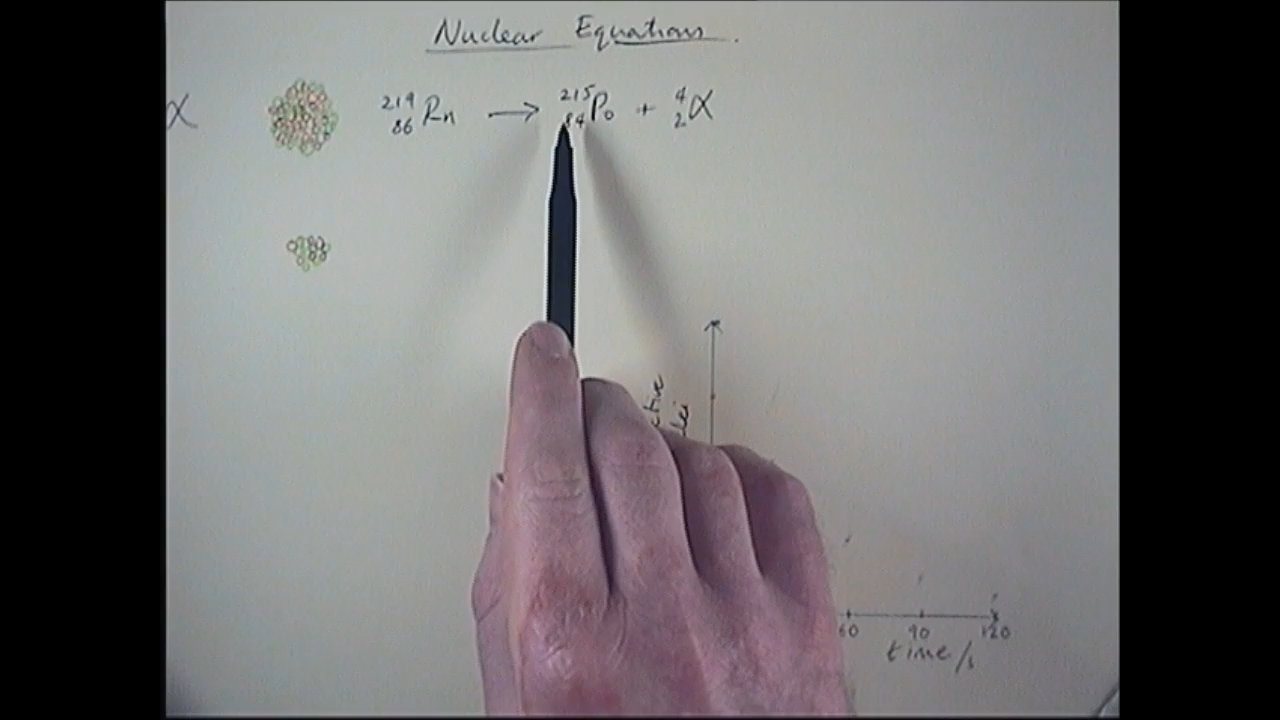 Nuclear Equations.
α ²¹⁹₈₆Rn → ²¹⁵₈₄Po + ⁴₂α
60 90 120
time/s